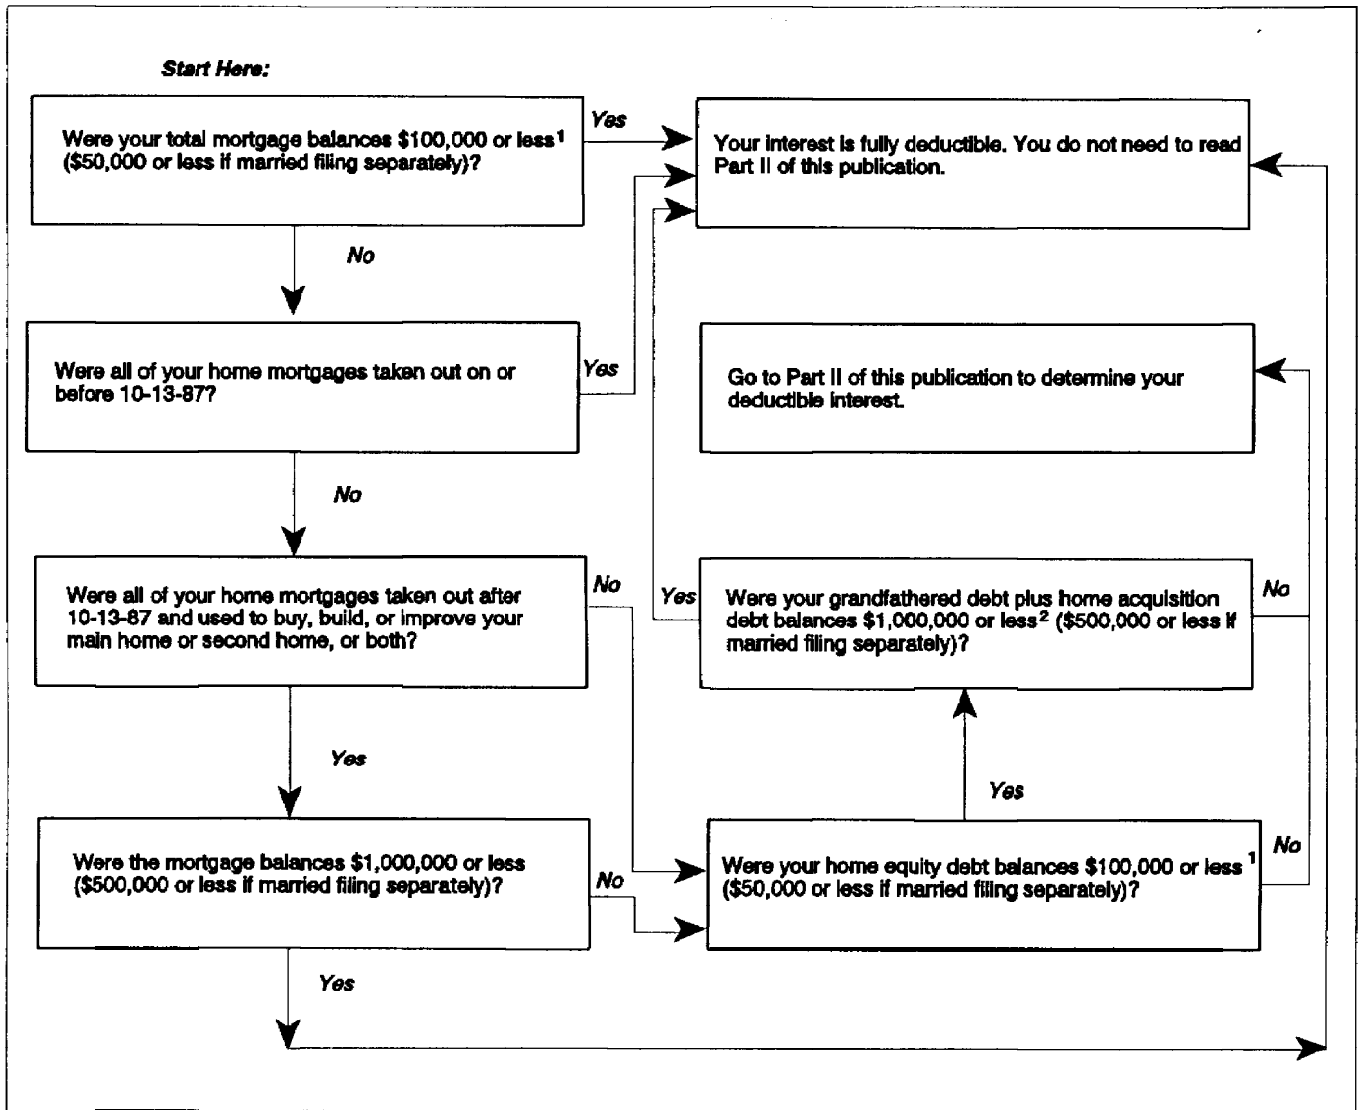 Start Here:
Were your total mortgage balances $100,000 or less¹
($50,000 or less if married filing separately)?
Yes
Your interest is fully deductible. You do not need to read
Part II of this publication.
No
Were all of your home mortgages taken out on or
before 10-13-87?
Yes
Go to Part II of this publication to determine your
deductible interest.
No
Were all of your home mortgages taken out after
10-13-87 and used to buy, build, or improve your
main home or second home, or both?
No
Yes
Were your grandfathered debt plus home acquisition
debt balances $1,000,000 or less² ($500,000 or less if
married filing separately)?
No
Yes
Yes
Were the mortgage balances $1,000,000 or less
($500,000 or less if married filing separately)?
No
Were your home equity debt balances $100,000 or less¹
($50,000 or less if married filing separately)?
No
Yes